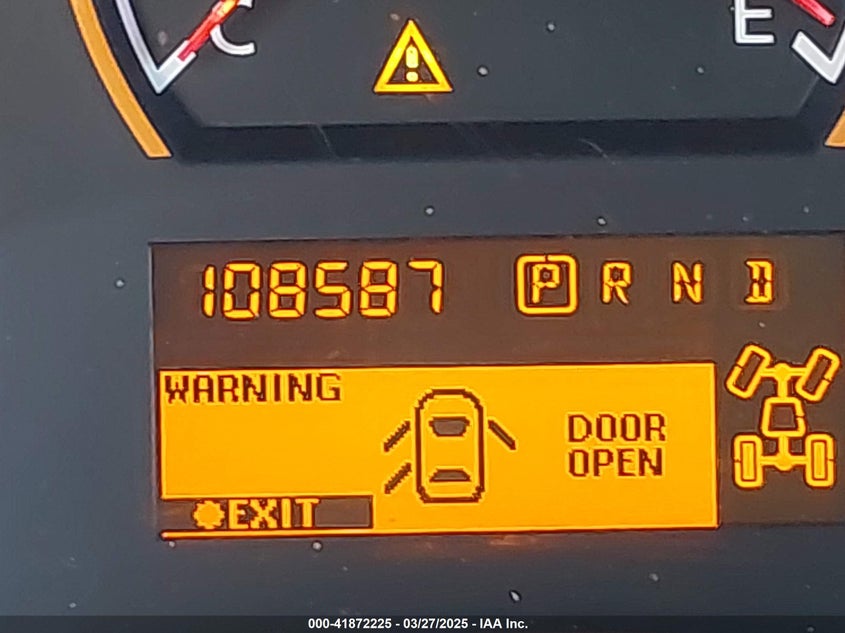 C
E
108587 P R N D
WARNING
DOOR
OPEN
EXIT
000-41872225 - 03/27/2025 - IAA Inc.